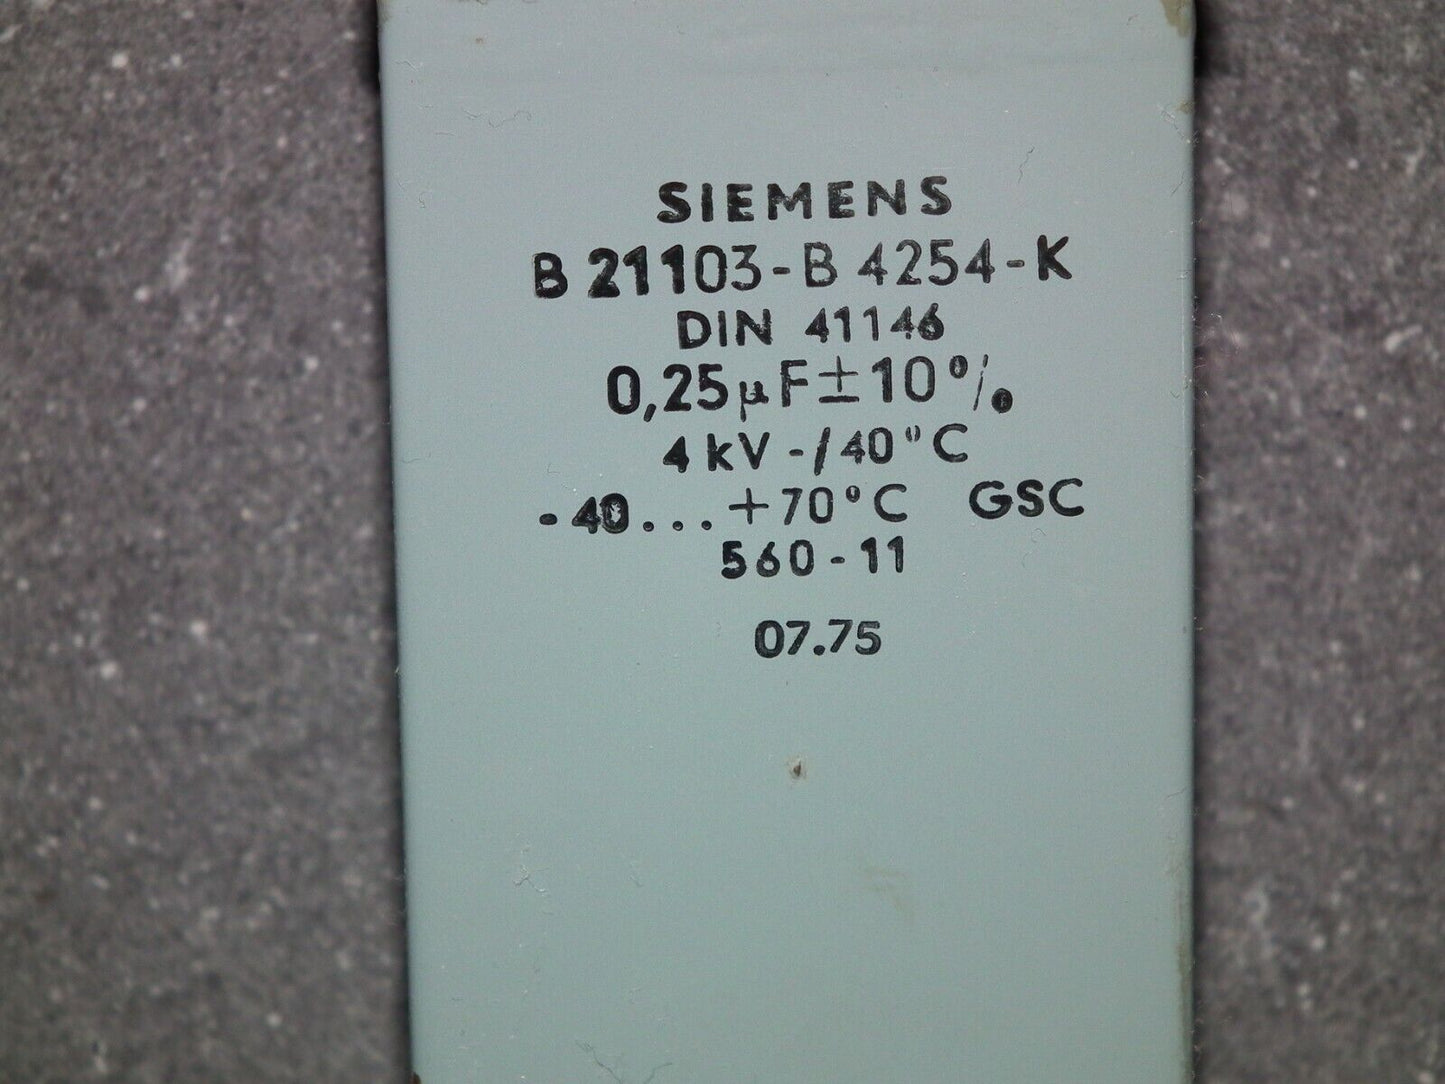 SIEMENS
B 21103-B 4254-K
DIN 41146
0,25µF±10%
4kV-/40°C
-40...+70°C GSC
560-11
07.75